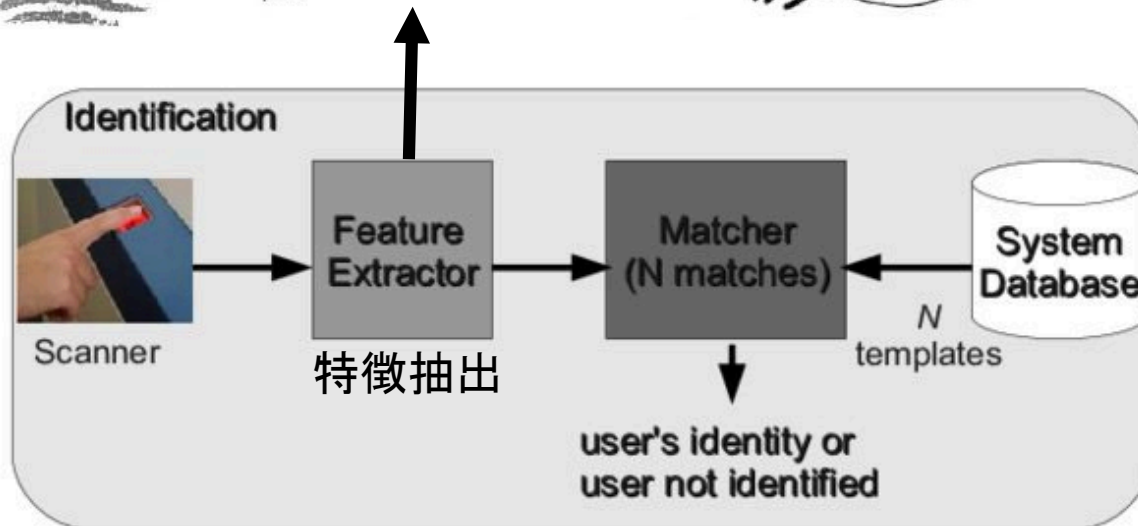 Identification
Feature
Extractor
Matcher
(N matches)
System
Database
Scanner
特徴抽出
N
templates
user's identity or
user not identified